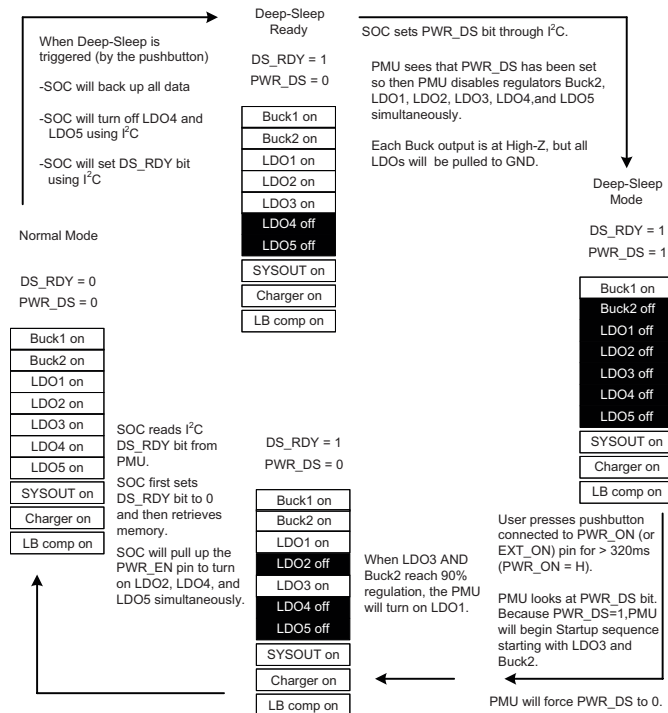 When Deep-Sleep is
triggered (by the pushbutton)
-SOC will back up all data
-SOC will turn off LDO4 and
LDO5 using I²C
-SOC will set DS_RDY bit
using I²C
Deep-Sleep
Ready
DS_RDY = 1
PWR_DS = 0
Buck1 on
Buck2 on
LDO1 on
LDO2 on
LDO3 on
LDO4 off
LDO5 off
SYSOUT on
Charger on
LB comp on
SOC sets PWR_DS bit through I²C.
PMU sees that PWR_DS has been set
so then PMU disables regulators Buck2,
LDO1, LDO2, LDO3, LDO4,and LDO5
simultaneously.
Each Buck output is at High-Z, but all
LDOs will be pulled to GND.
Deep-Sleep
Mode
DS_RDY = 1
PWR_DS = 1
Buck1 on
Buck2 off
LDO1 off
LDO2 off
LDO3 off
LDO4 off
LDO5 off
SYSOUT on
Charger on
LB comp on
User presses pushbutton
connected to PWR_ON (or
EXT_ON) pin for > 320ms
(PWR_ON = H).
PMU looks at PWR_DS bit.
Because PWR_DS=1,PMU
will begin Startup sequence
starting with LDO3 and
Buck2.
PMU will force PWR_DS to 0.
When LDO3 AND
Buck2 reach 90%
regulation, the PMU
will turn on LDO1.
DS_RDY = 1
PWR_DS = 0
Buck1 on
Buck2 on
LDO1 on
LDO2 off
LDO3 on
LDO4 off
LDO5 off
SYSOUT on
Charger on
LB comp on
SOC reads I²C
DS_RDY bit from
PMU.
SOC first sets
DS_RDY bit to 0
and then retrieves
memory.
SOC will pull up the
PWR_EN pin to turn
on LDO2, LDO4, and
LDO5 simultaneously.
Normal Mode
DS_RDY = 0
PWR_DS = 0
Buck1 on
Buck2 on
LDO1 on
LDO2 on
LDO3 on
LDO4 on
LDO5 on
SYSOUT on
Charger on
LB comp on